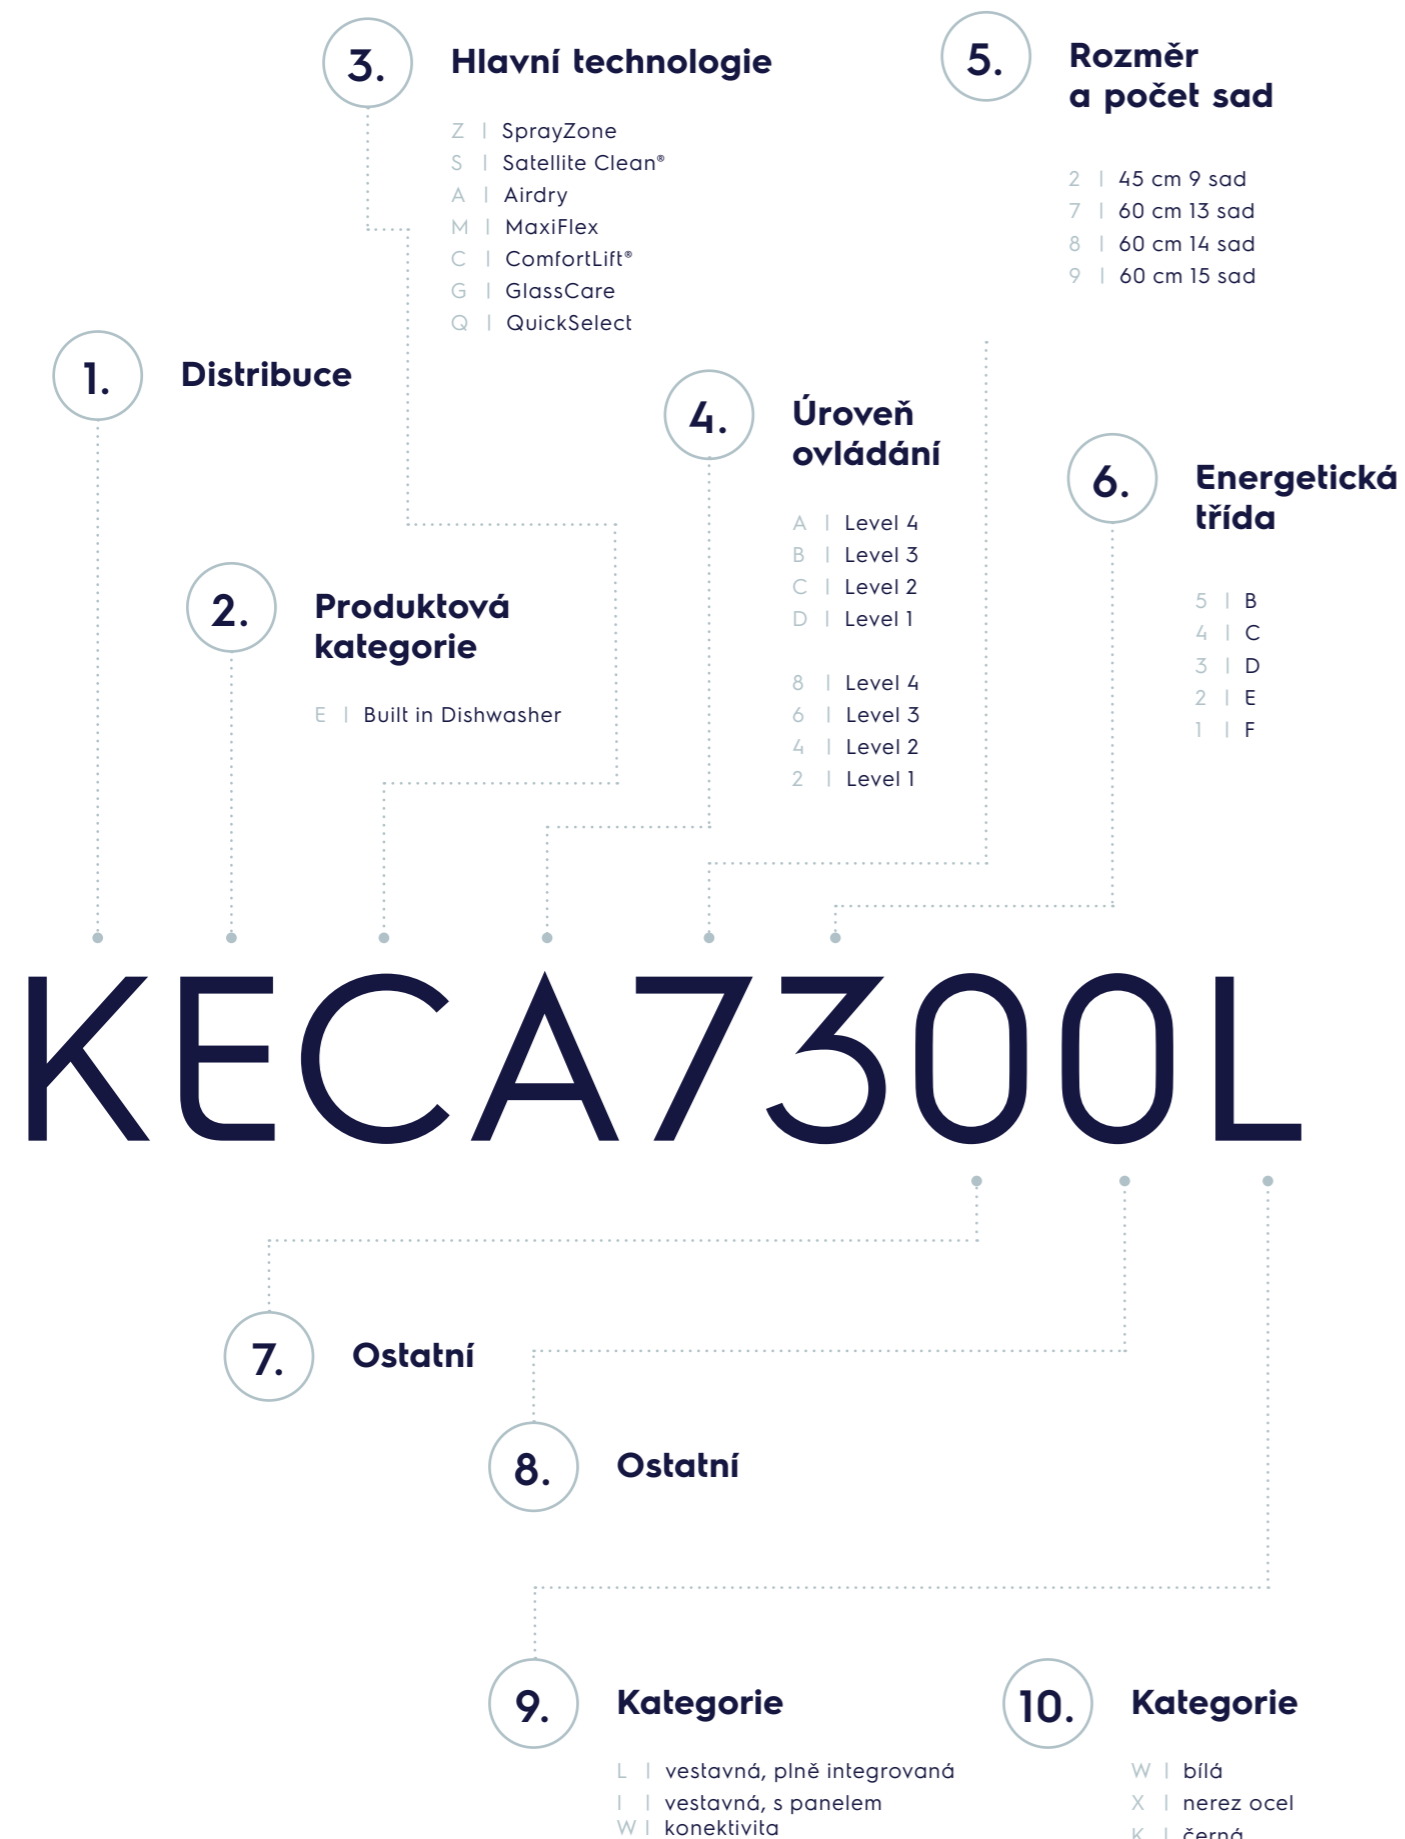 3.
Hlavní technologie
Z | SprayZone
S | Satellite Clean®
A | Airdry
M | MaxiFlex
C | ComfortLift®
G | GlassCare
Q | QuickSelect
5.
Rozměr
a počet sad
2 | 45 cm 9 sad
7 | 60 cm 13 sad
8 | 60 cm 14 sad
9 | 60 cm 15 sad
1.
Distribuce
4.
Úroveň
ovládání
A | Level 4
B | Level 3
C | Level 2
D | Level 1
8 | Level 4
6 | Level 3
4 | Level 2
2 | Level 1
6.
Energetická
třída
5 | B
4 | C
3 | D
2 | E
1 | F
2.
Produktová
kategorie
E | Built in Dishwasher
KECA7300L
7.
Ostatní
8.
Ostatní
9.
Kategorie
L | vestavná, plně integrovaná
I | vestavná, s panelem
W | konektivita
10.
Kategorie
W | bílá
X | nerez ocel
K | černá